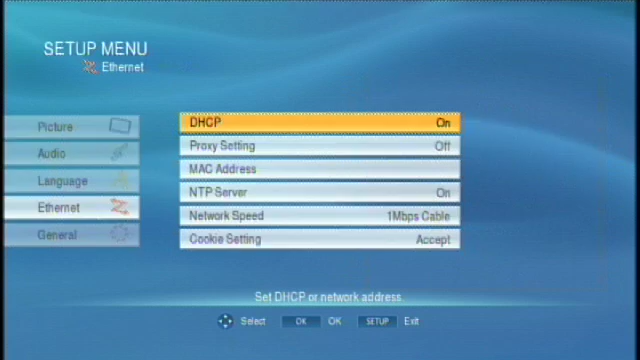 SETUP MENU
Ethernet
Picture
Audio
Language
Ethernet
General
DHCP On
Proxy Setting Off
MAC Address
NTP Server On
Network Speed 1Mbps Cable
Cookie Setting Accept
Set DHCP or network address.
Select OK OK SETUP Exit